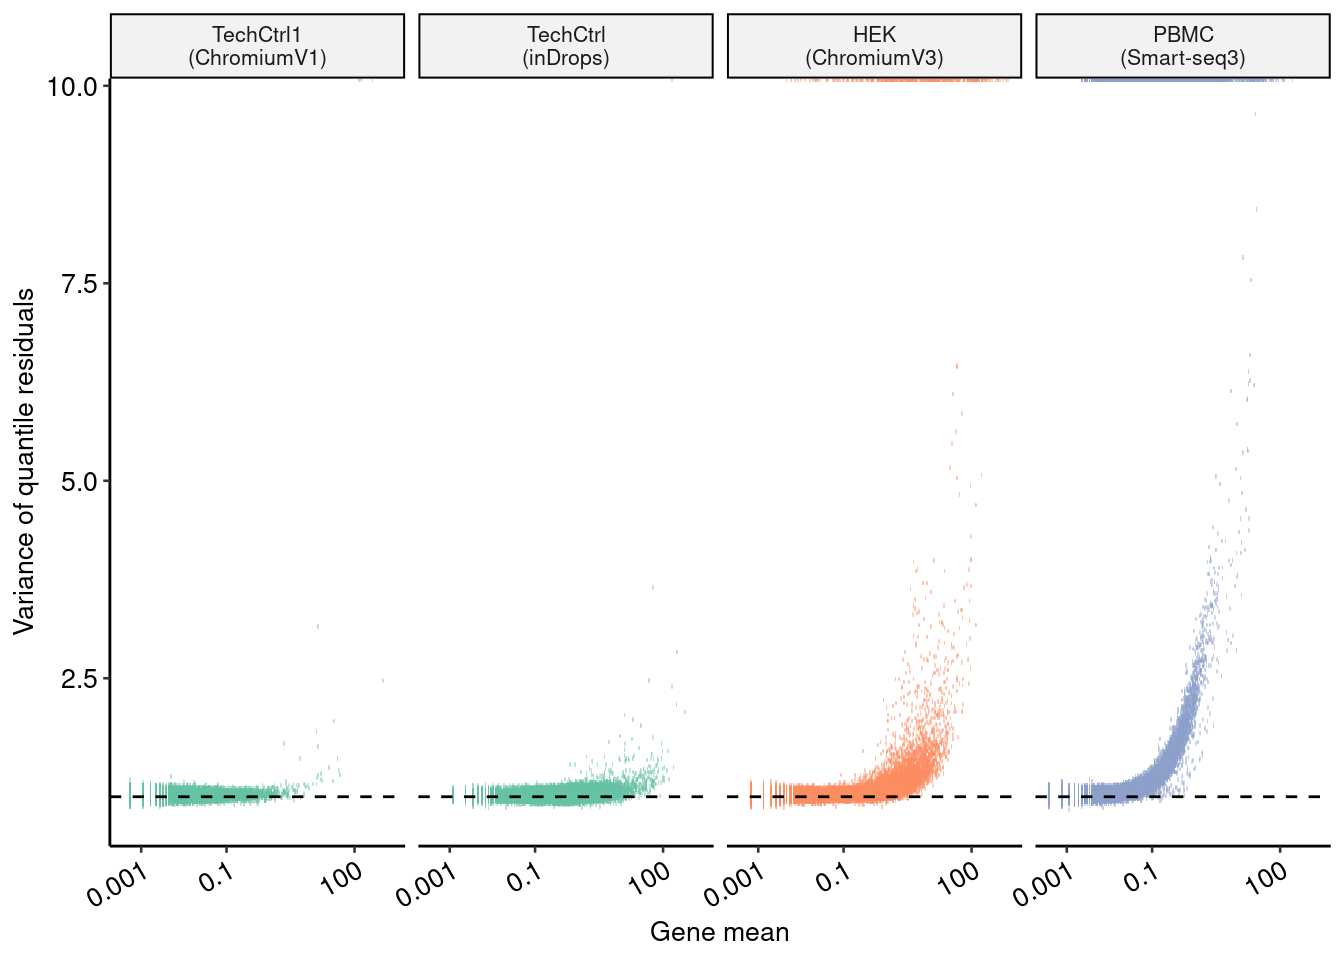 TechCtrl1
(ChromiumV1)
TechCtrl
(inDrops)
HEK
(ChromiumV3)
PBMC
(Smart-seq3)
Variance of quantile residuals
10.0
7.5
5.0
2.5
0.001
0.1
100
0.001
0.1
100
0.001
0.1
100
0.001
0.1
100
Gene mean